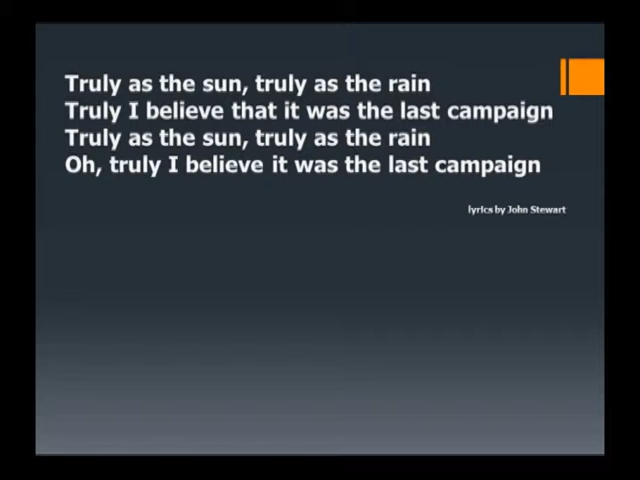 Truly as the sun, truly as the rain
Truly I believe that it was the last campaign
Truly as the sun, truly as the rain
Oh, truly I believe it was the last campaign
lyrics by John Stewart